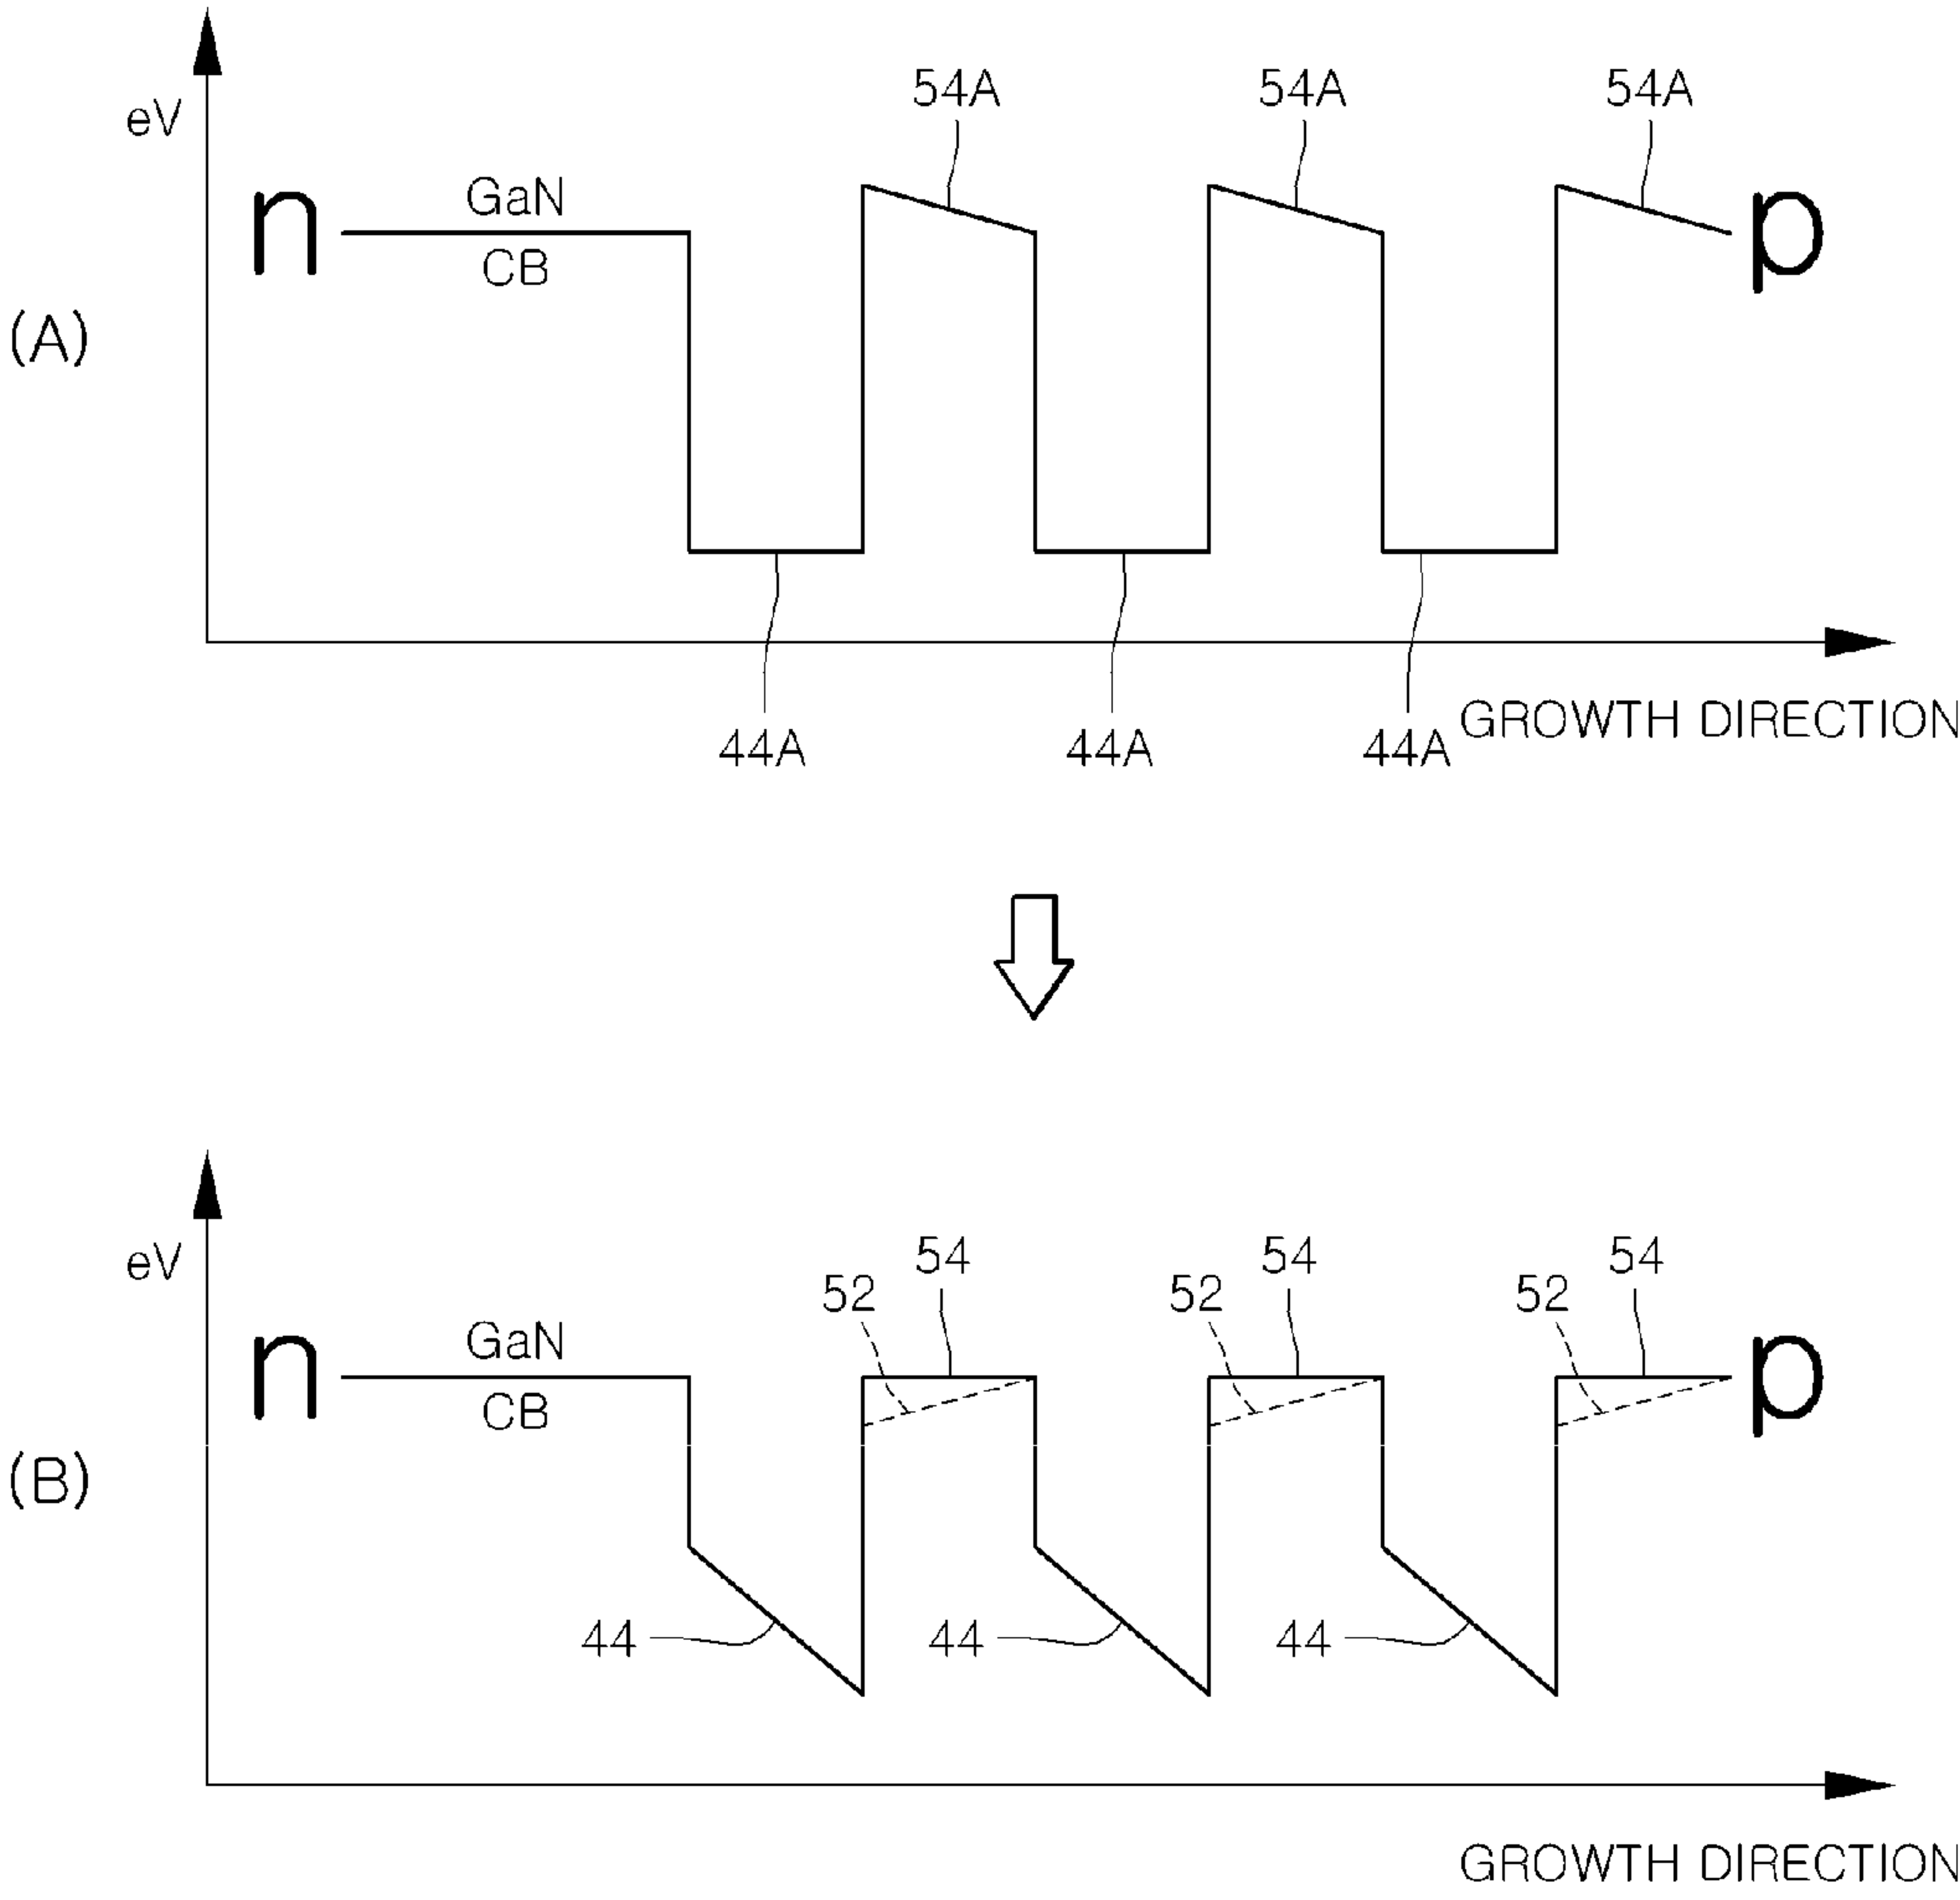 eV
54A 54A 54A
n GaN p
CB
(A)
GROWTH DIRECTION
44A 44A 44A
eV
54 54 54
52 52 52
n GaN p
CB
(B)
44 44 44
GROWTH DIRECTION